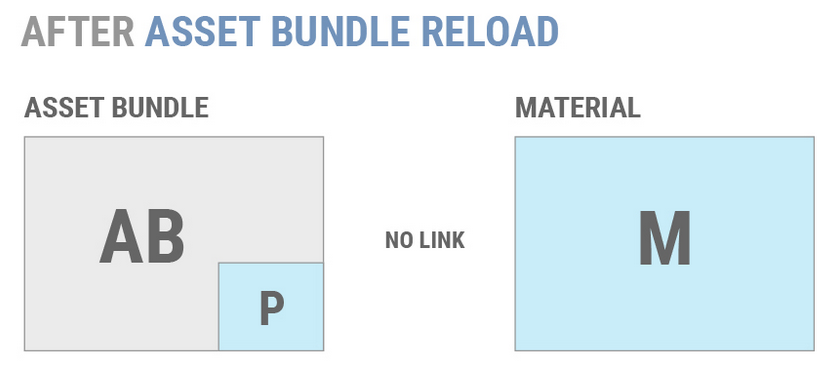 AFTER ASSET BUNDLE RELOAD
ASSET BUNDLE
MATERIAL
AB
P
NO LINK
M